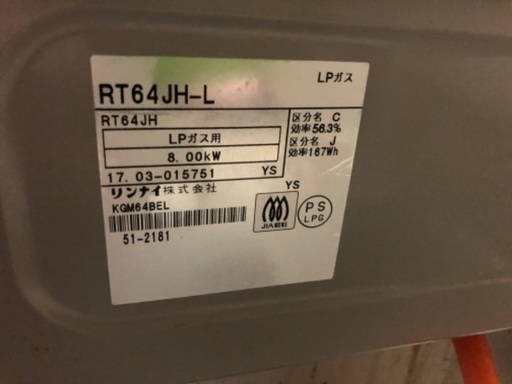 LPガス
RT64JH-L
RT64JH
LPガス用
8.00kW
区分名 C
効率56.3%
区分名 J
効率167Wh
17.03-015751 YS
リンナイ株式会社
YS
KGM64BEL
51-2181
JIA認証
PS
LPG